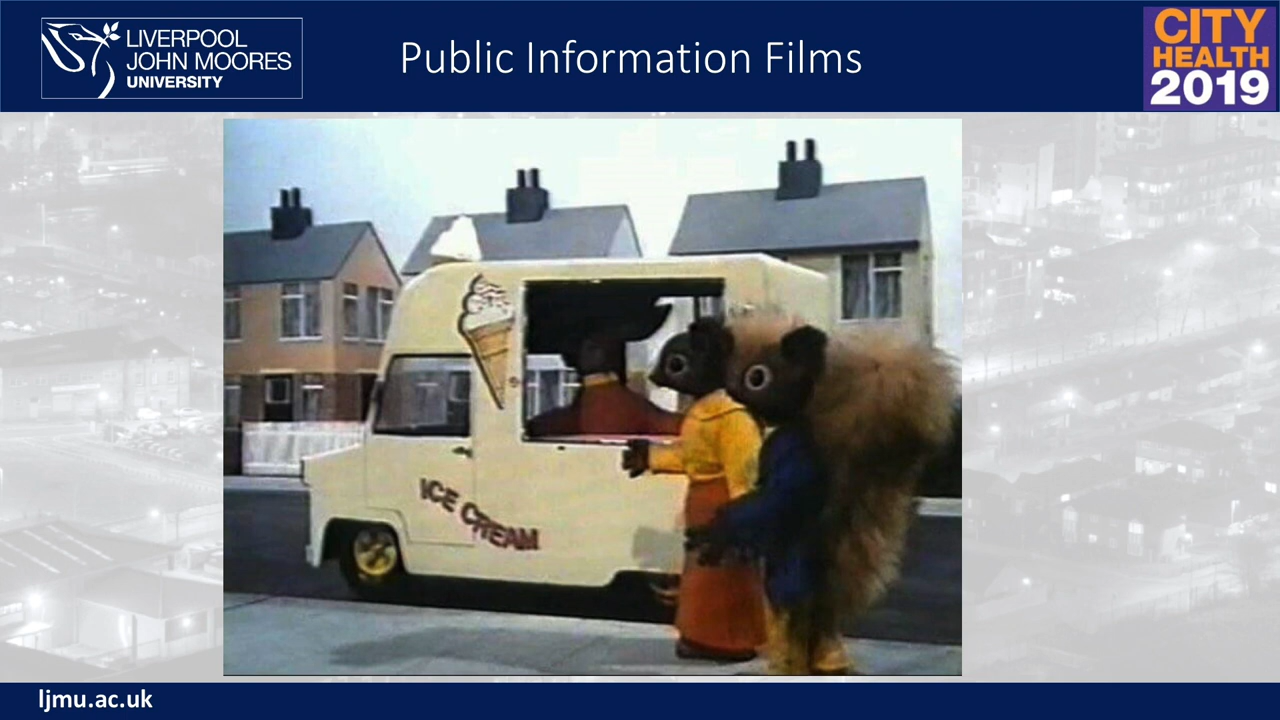 LIVERPOOL
JOHN MOORES
UNIVERSITY
Public Information Films
CITY
HEALTH
2019
ICE CREAM
ljmu.ac.uk